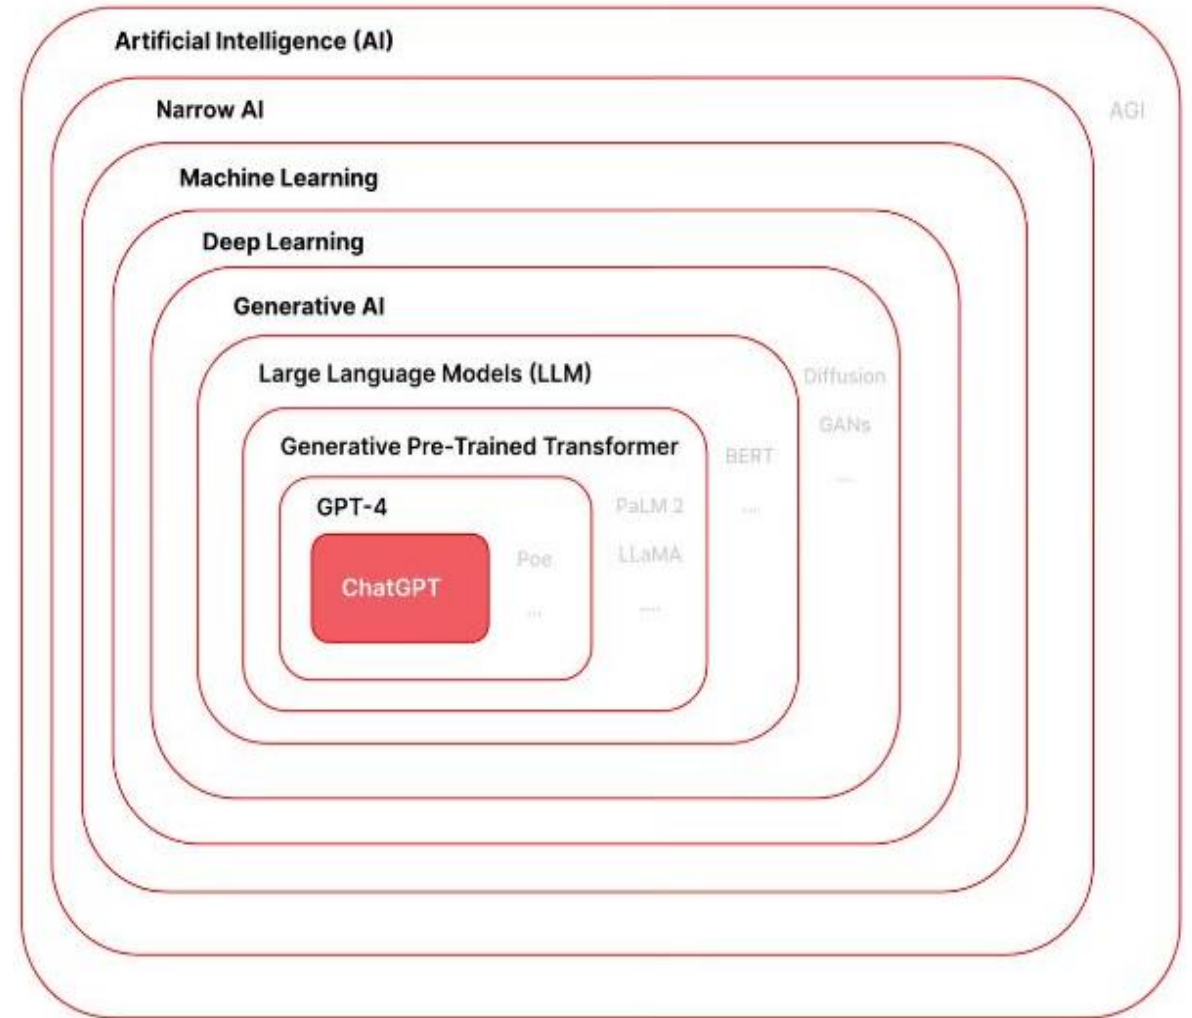 Artificial Intelligence (AI)
Narrow AI
AGI
Machine Learning
Deep Learning
Generative AI
Large Language Models (LLM)
Diffusion
GANs
....
Generative Pre-Trained Transformer
BERT
....
GPT-4
PaLM 2
LLaMA
....
ChatGPT
Poe
...